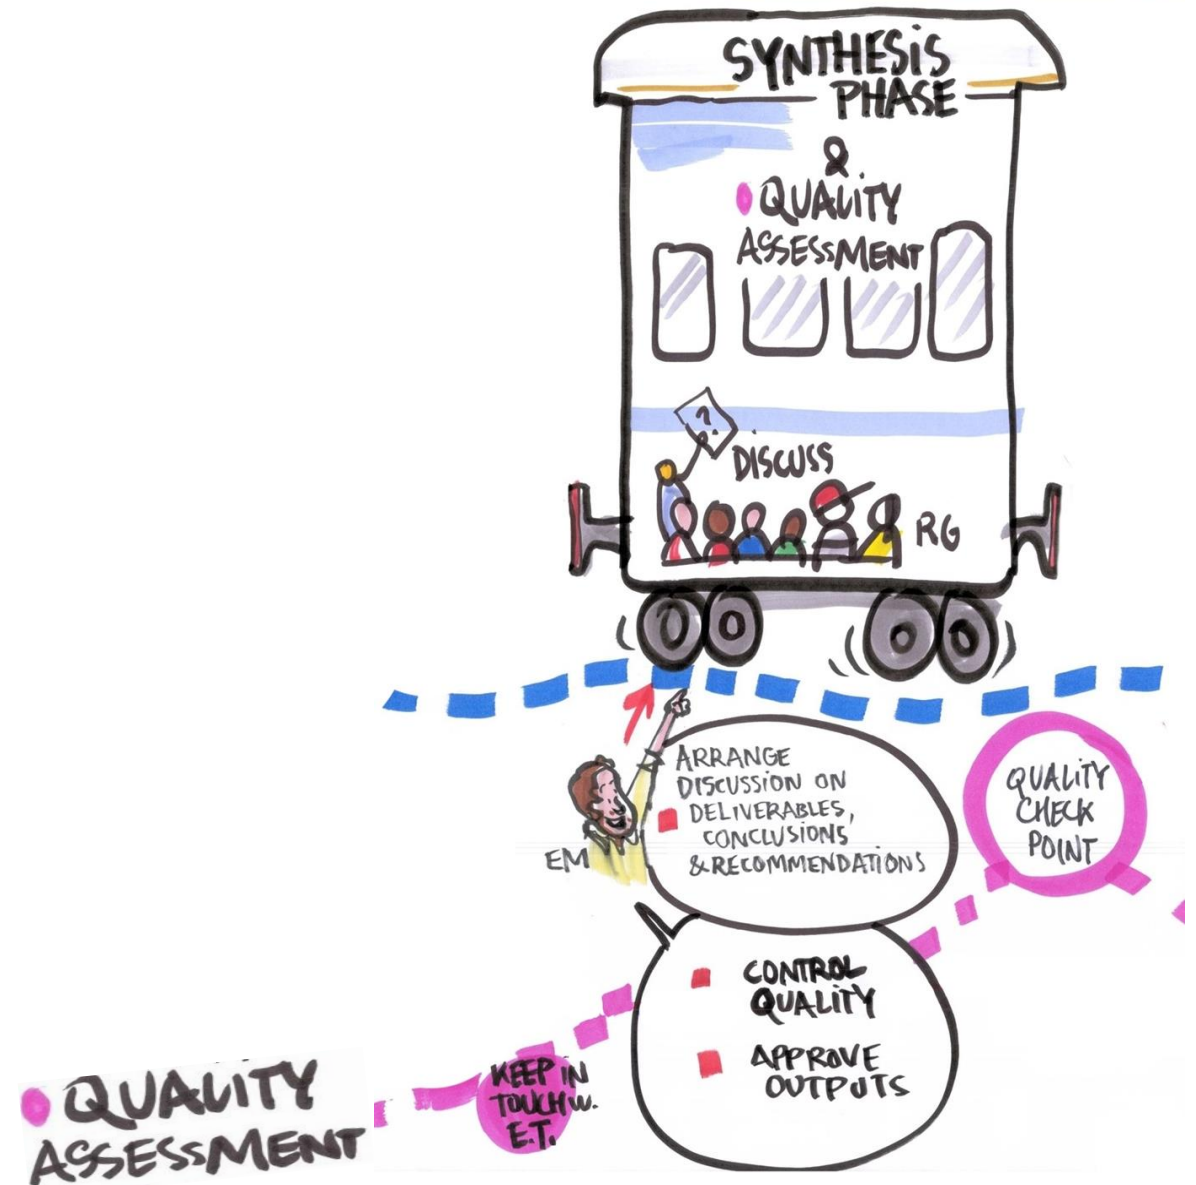 SYNTHESIS
PHASE
&
QUALITY
ASSESSMENT
?
DISCUSS
RG
ARRANGE
DISCUSSION ON
DELIVERABLES,
CONCLUSIONS
& RECOMMENDATIONS
EM
QUALITY
CHECK
POINT
CONTROL
QUALITY
APPROVE
OUTPUTS
KEEP IN
TOUCH W.
E.T.
QUALITY
ASSESSMENT